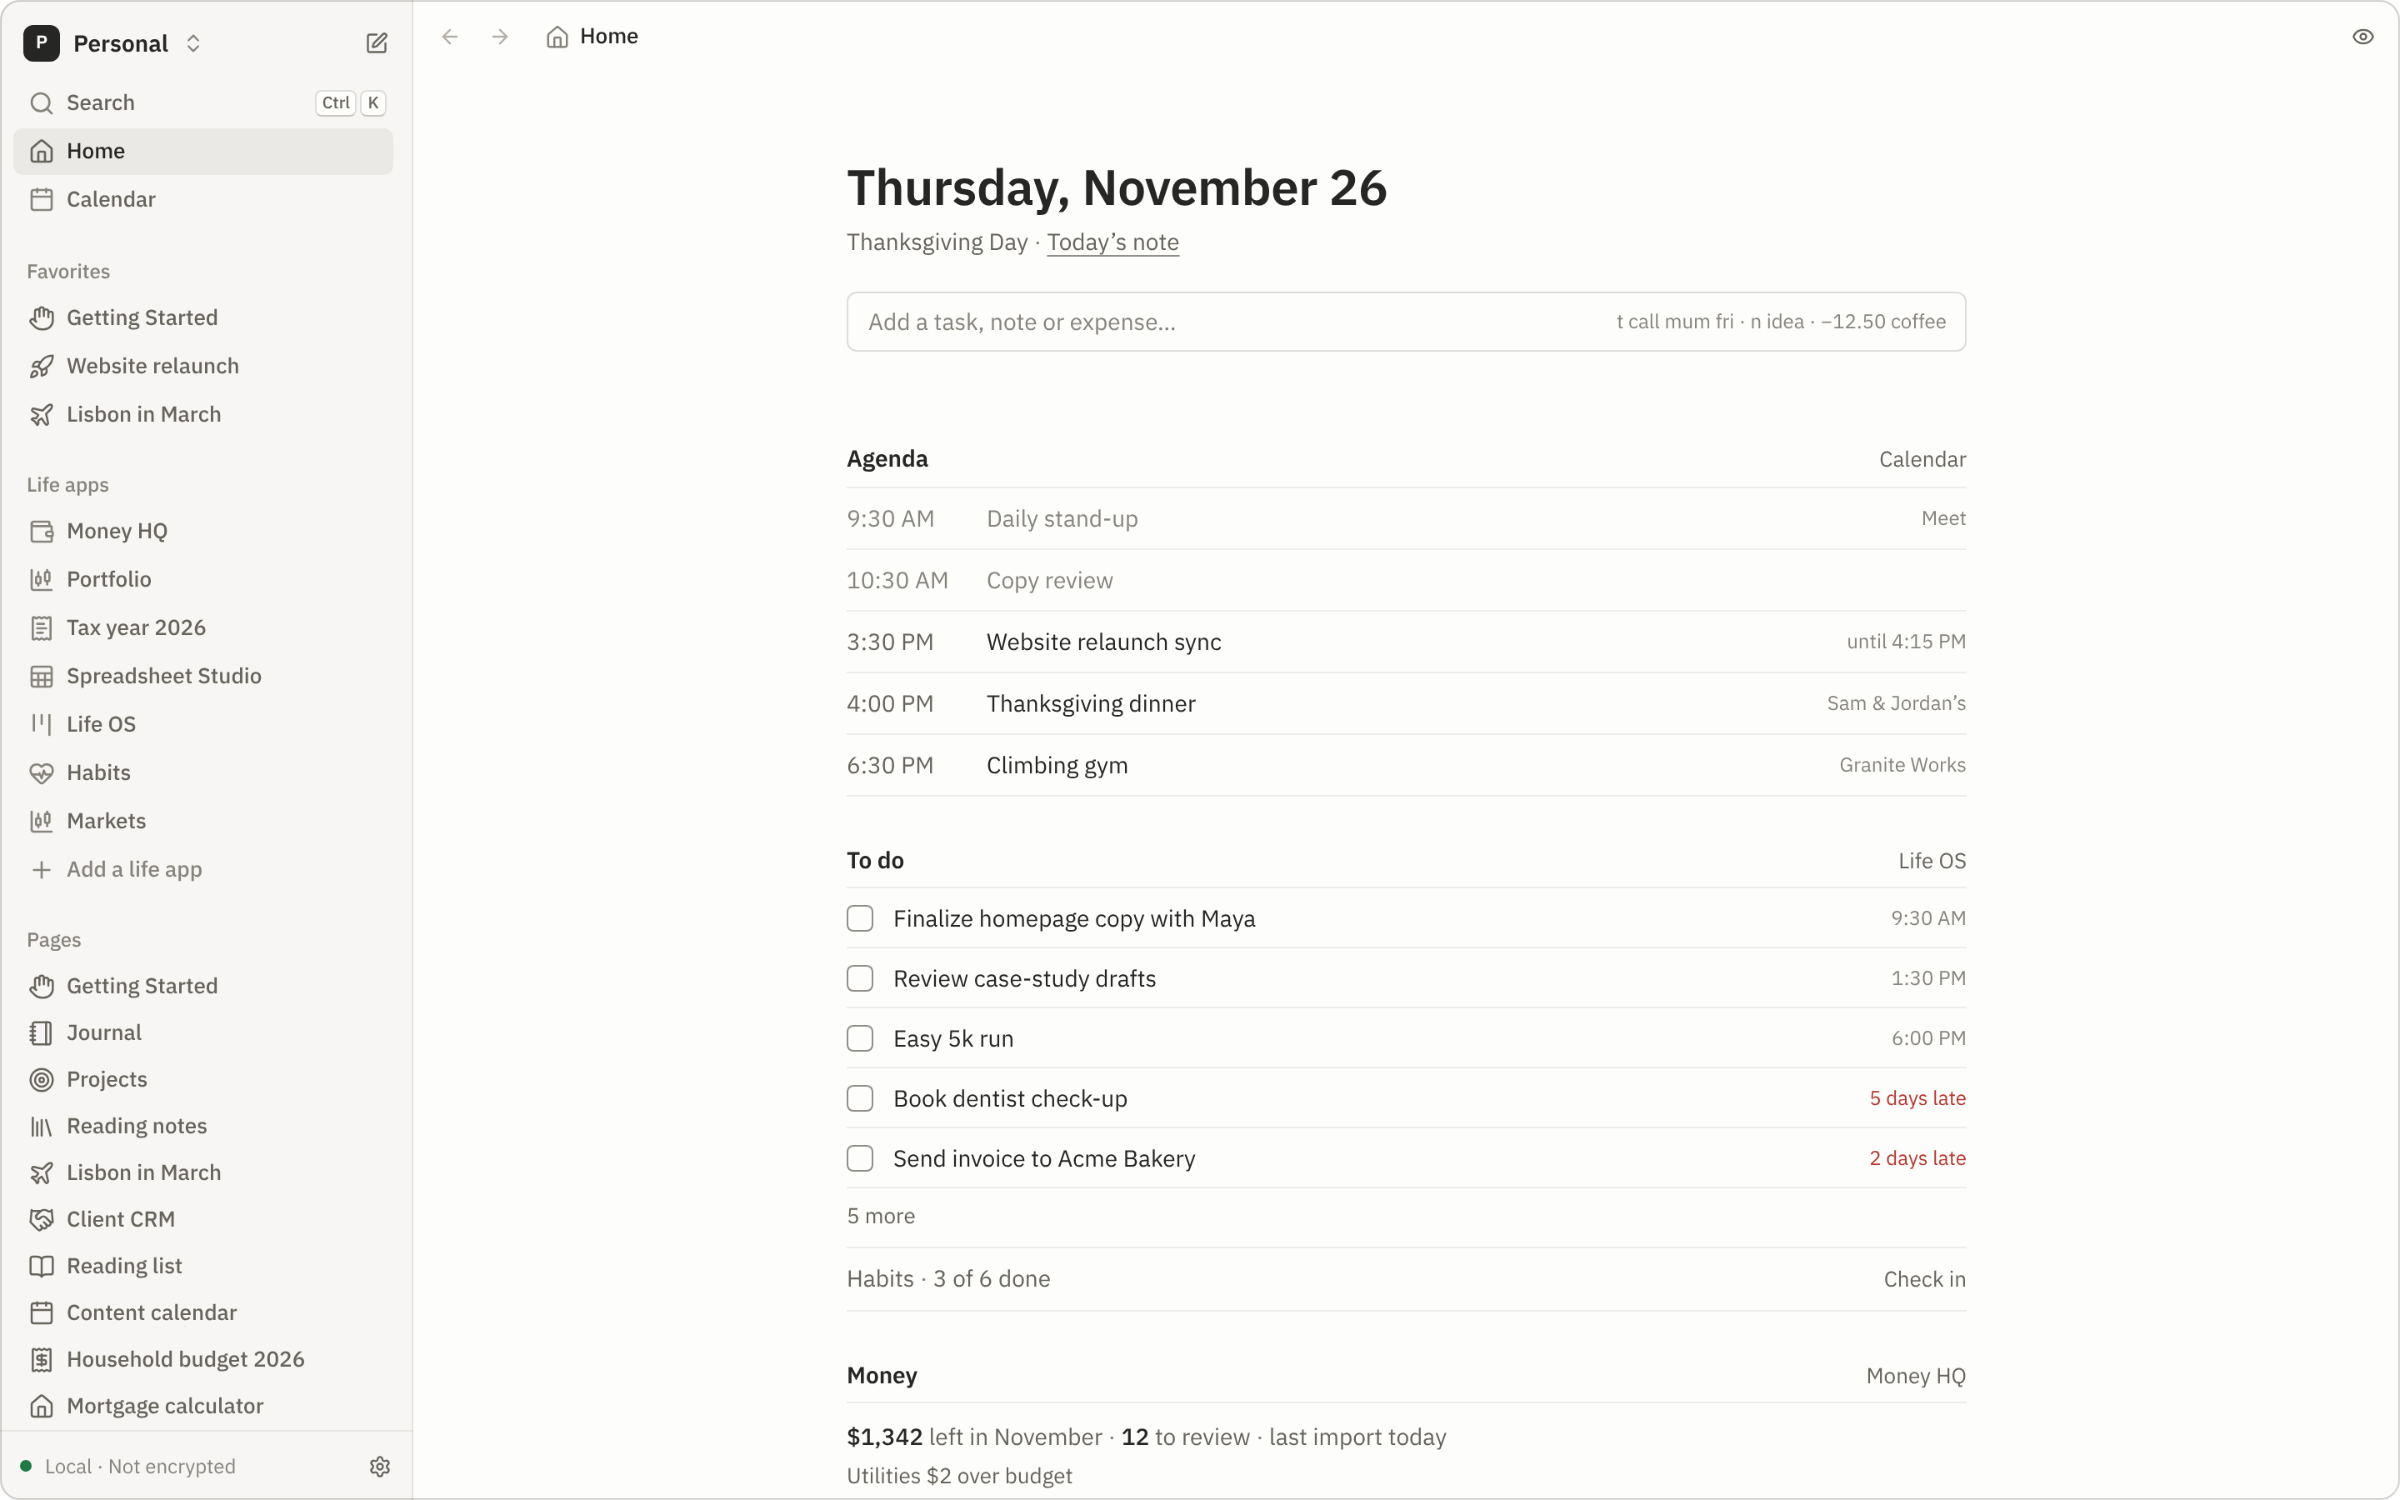 P Personal
Search Ctrl K
Home
Calendar
Favorites
Getting Started
Website relaunch
Lisbon in March
Life apps
Money HQ
Portfolio
Tax year 2026
Spreadsheet Studio
Life OS
Habits
Markets
Add a life app
Pages
Getting Started
Journal
Projects
Reading notes
Lisbon in March
Client CRM
Reading list
Content calendar
Household budget 2026
Mortgage calculator
Local · Not encrypted
Home
Thursday, November 26
Thanksgiving Day · Today’s note
Add a task, note or expense... t call mum fri · n idea · −12.50 coffee
Agenda Calendar
9:30 AM Daily stand-up Meet
10:30 AM Copy review
3:30 PM Website relaunch sync until 4:15 PM
4:00 PM Thanksgiving dinner Sam & Jordan’s
6:30 PM Climbing gym Granite Works
To do Life OS
Finalize homepage copy with Maya 9:30 AM
Review case-study drafts 1:30 PM
Easy 5k run 6:00 PM
Book dentist check-up 5 days late
Send invoice to Acme Bakery 2 days late
5 more
Habits · 3 of 6 done Check in
Money Money HQ
$1,342 left in November · 12 to review · last import today
Utilities $2 over budget